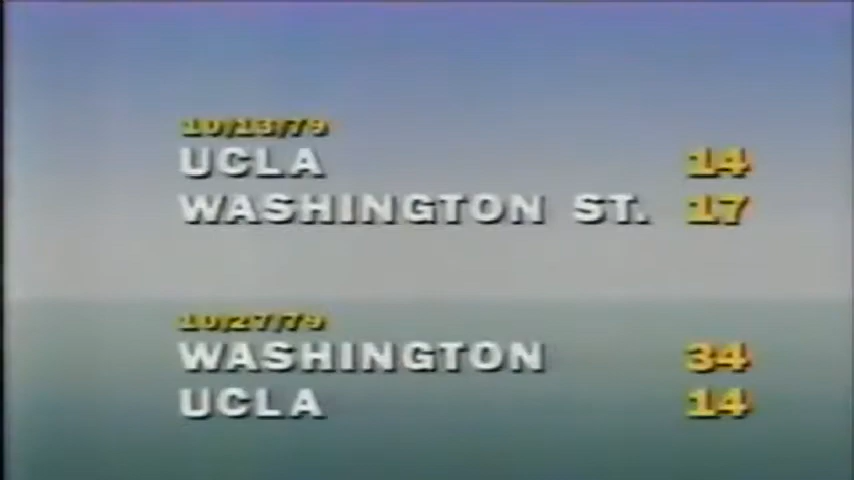 10/13/79
UCLA 14
WASHINGTON ST. 17
10/27/79
WASHINGTON 34
UCLA 14